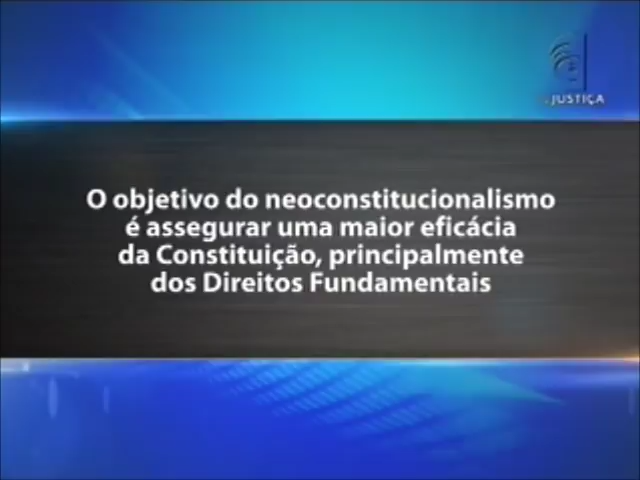 JUSTIÇA
O objetivo do neoconstitucionalismo
é assegurar uma maior eficácia
da Constituição, principalmente
dos Direitos Fundamentais